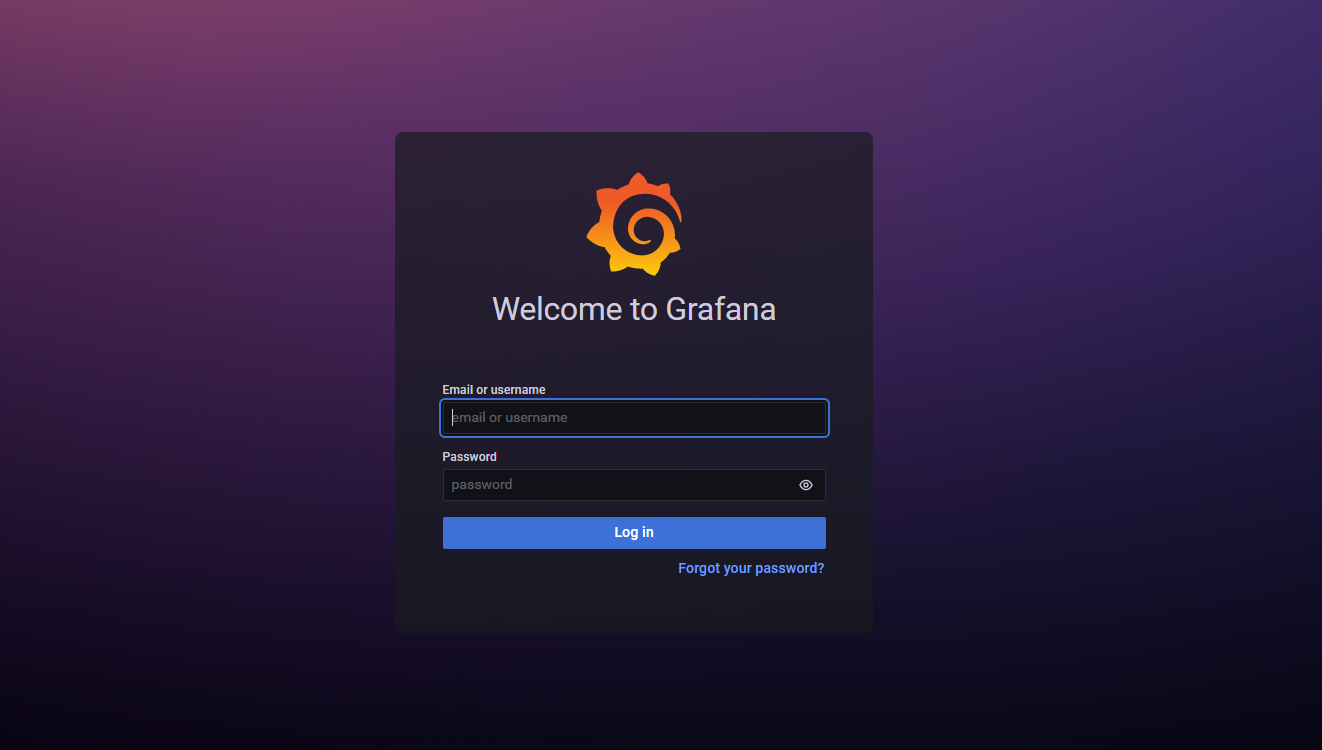 Welcome to Grafana
Email or username
email or username
Password
password
Log in
Forgot your password?